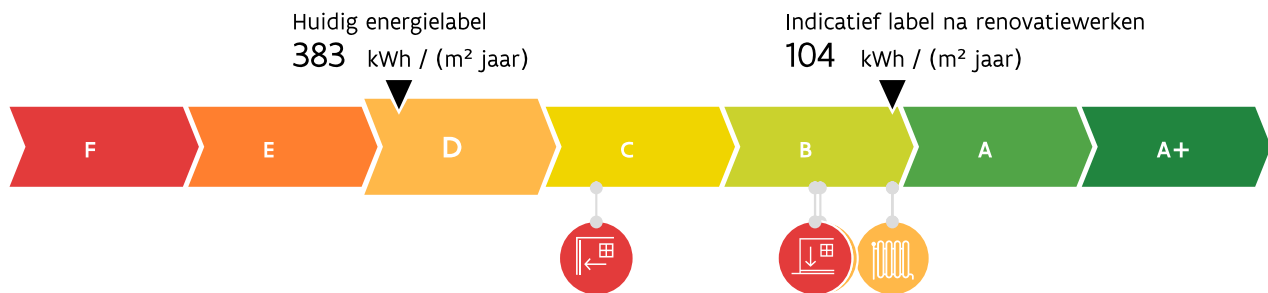 Huidig energielabel
383 kWh / (m² jaar)
Indicatief label na renovatiewerken
104 kWh / (m² jaar)
F E D C B A A+